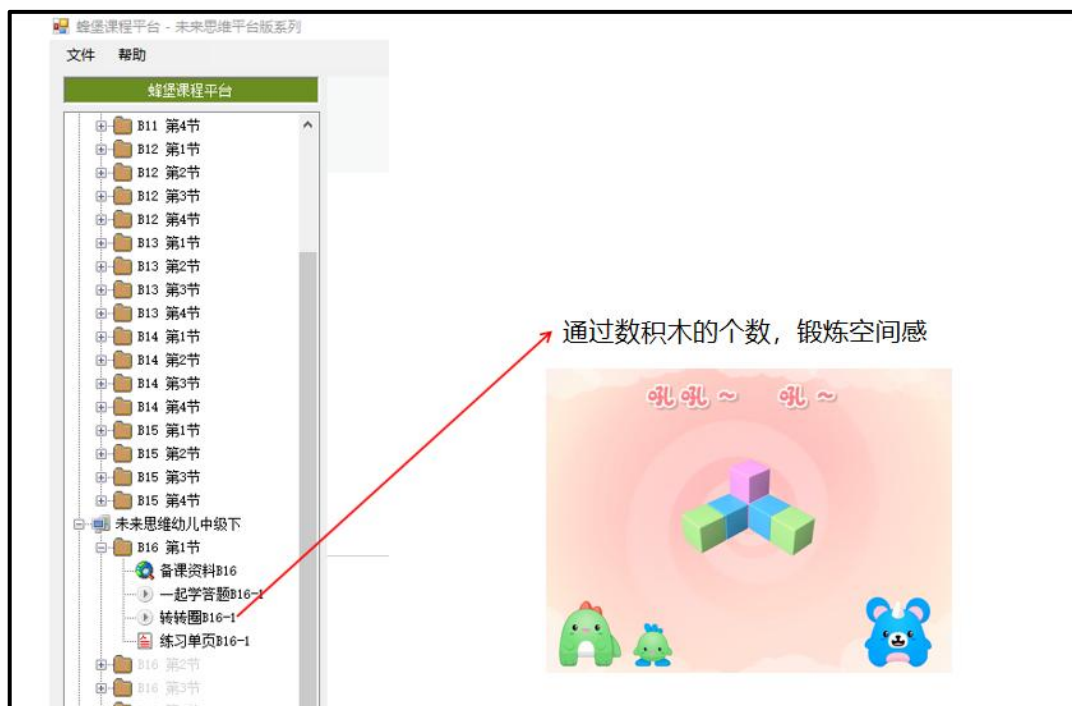 蜂堡课程平台 - 未来思维平台版系列
文件 帮助
蜂堡课程平台
B11 第4节
B12 第1节
B12 第2节
B12 第3节
B12 第4节
B13 第1节
B13 第2节
B13 第3节
B13 第4节
B14 第1节
B14 第2节
B14 第3节
B14 第4节
B15 第1节
B15 第2节
B15 第3节
B15 第4节
未来思维幼儿中级下
B16 第1节
备课资料B16
一起学答题B16-1
转转圈B16-1
练习单页B16-1
B16 第2节
B16 第3节
通过数积木的个数，锻炼空间感
吼吼～ 吼～